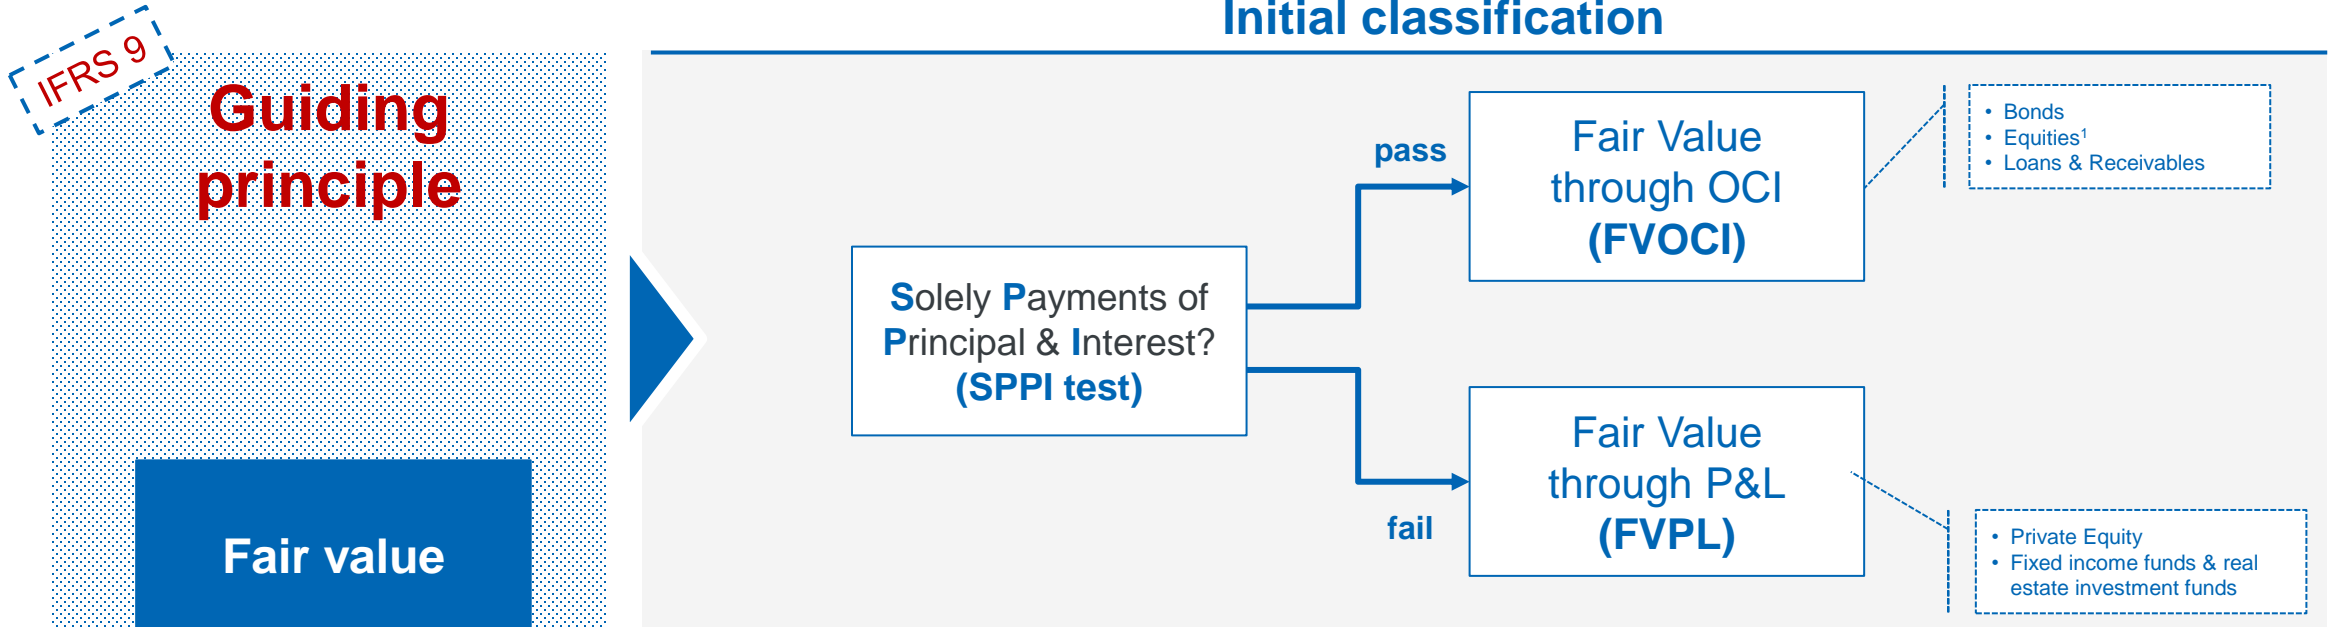 Initial classification
IFRS 9
Guiding
principle
Fair value
Solely Payments of
Principal & Interest?
(SPPI test)
pass
fail
Fair Value
through OCI
(FVOCI)
• Bonds
• Equities¹
• Loans & Receivables
Fair Value
through P&L
(FVPL)
• Private Equity
• Fixed income funds & real
estate investment funds